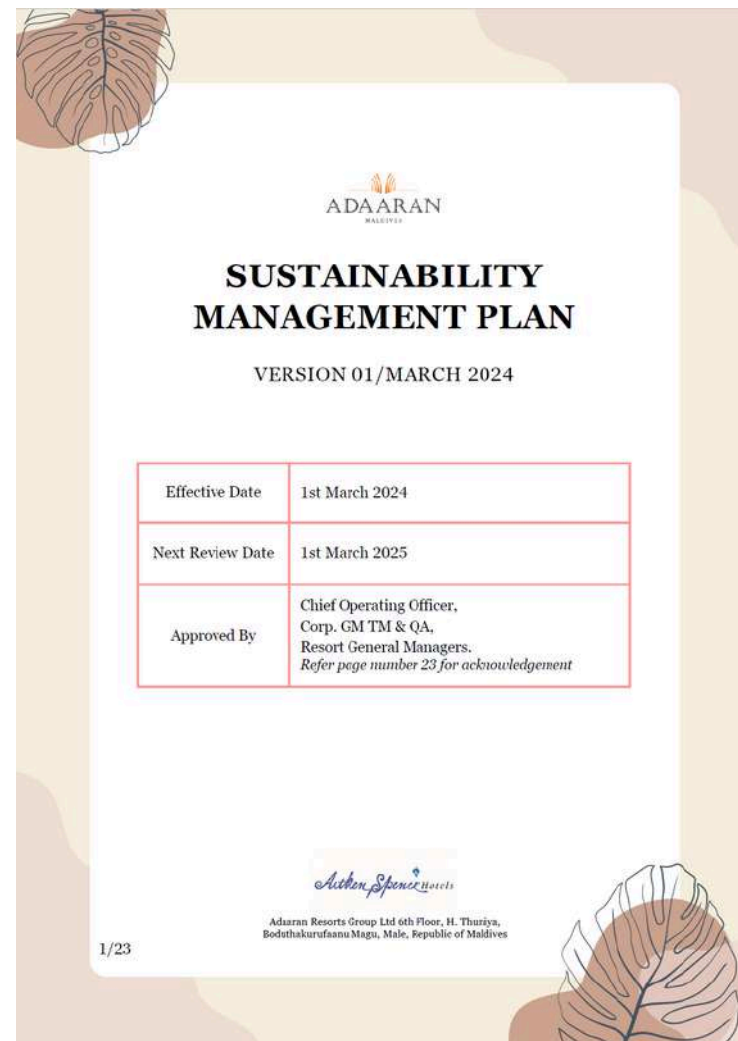 ADAARAN
MALDIVES
SUSTAINABILITY
MANAGEMENT PLAN
VERSION 01/MARCH 2024
Effective Date
1st March 2024
Next Review Date
1st March 2025
Approved By
Chief Operating Officer,
Corp. GM TM & QA,
Resort General Managers.
Refer page number 23 for acknowledgement
Aitken Spence Hotels
Adaaran Resorts Group Ltd 6th Floor, H. Thuraya,
Boduthakurufaanu Magu, Male, Republic of Maldives
1/23